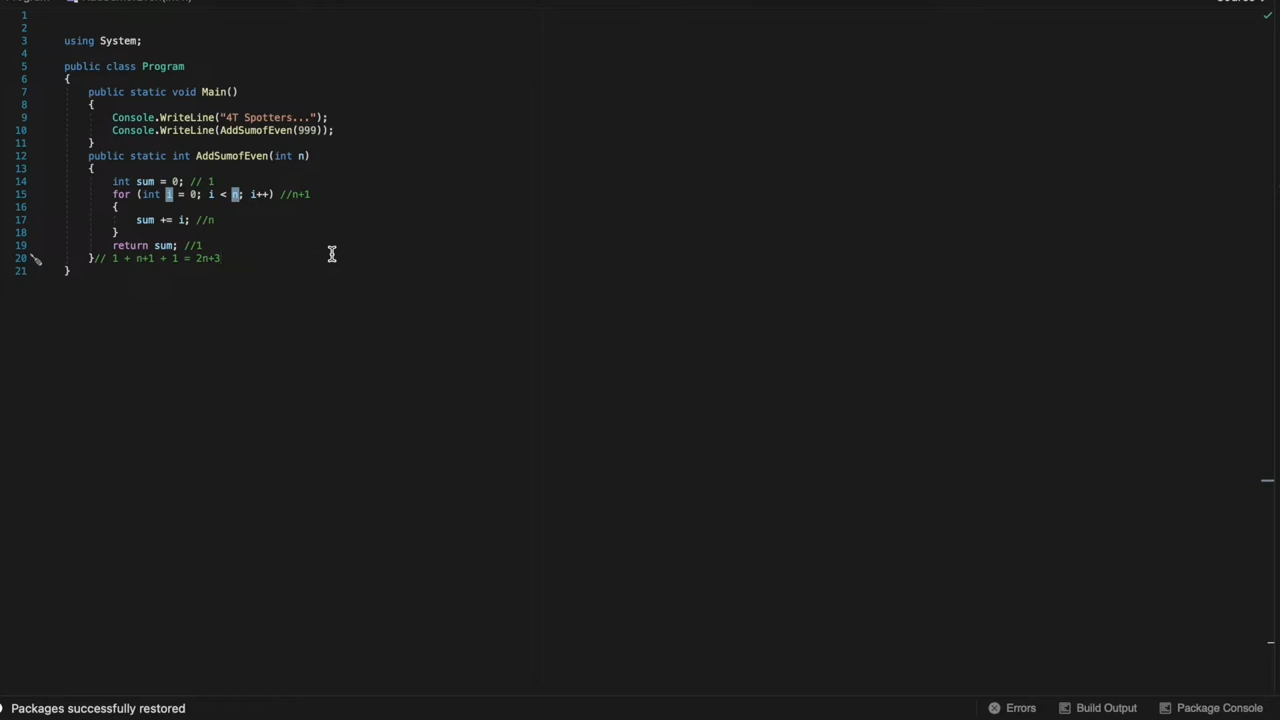 1
2
3 using System;
4
5 public class Program
6 {
7 public static void Main()
8 {
9 Console.WriteLine("4T Spotters...");
10 Console.WriteLine(AddSumofEven(999));
11 }
12 public static int AddSumofEven(int n)
13 {
14 int sum = 0; // 1
15 for (int i = 0; i < n; i++) //n+1
16 {
17 sum += i; //n
18 }
19 return sum; //1
20 }// 1 + n+1 + 1 = 2n+3
21 }
Packages successfully restored
Errors
Build Output
Package Console